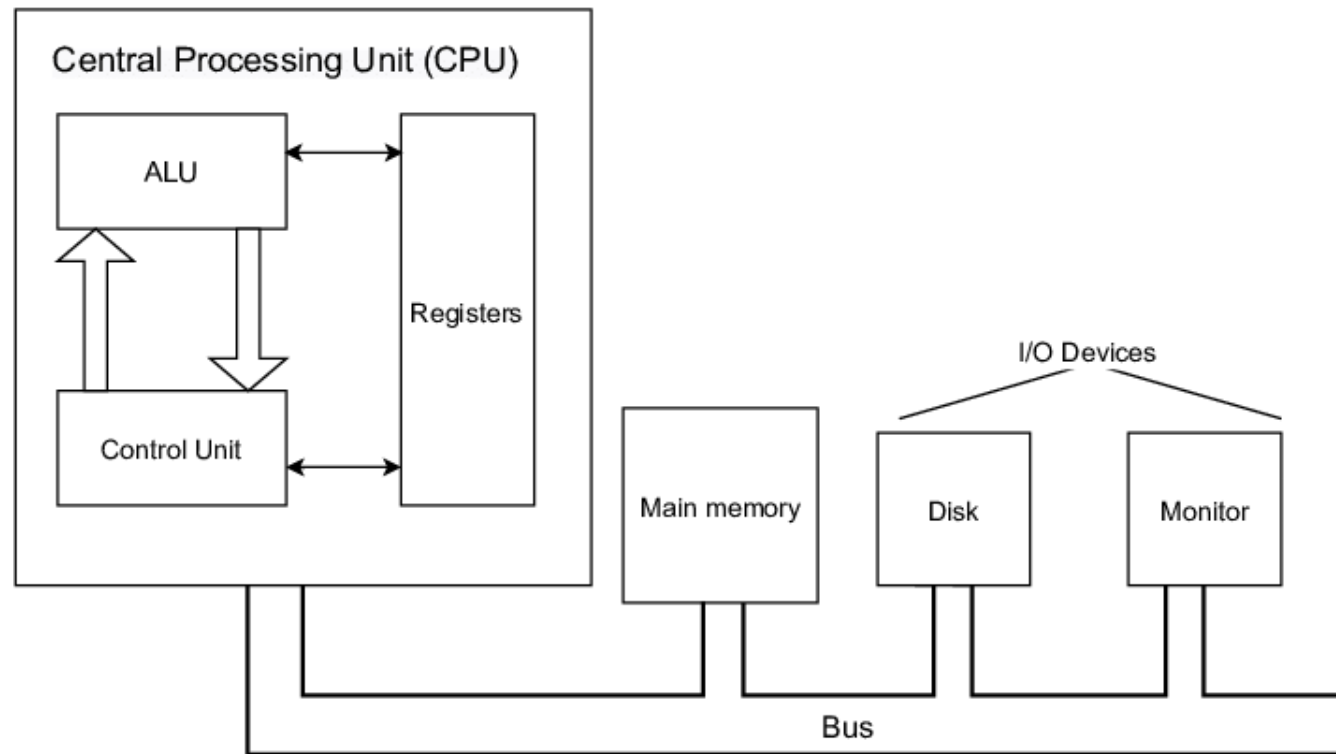 Central Processing Unit (CPU)
ALU
Registers
Control Unit
I/O Devices
Main memory
Disk
Monitor
Bus